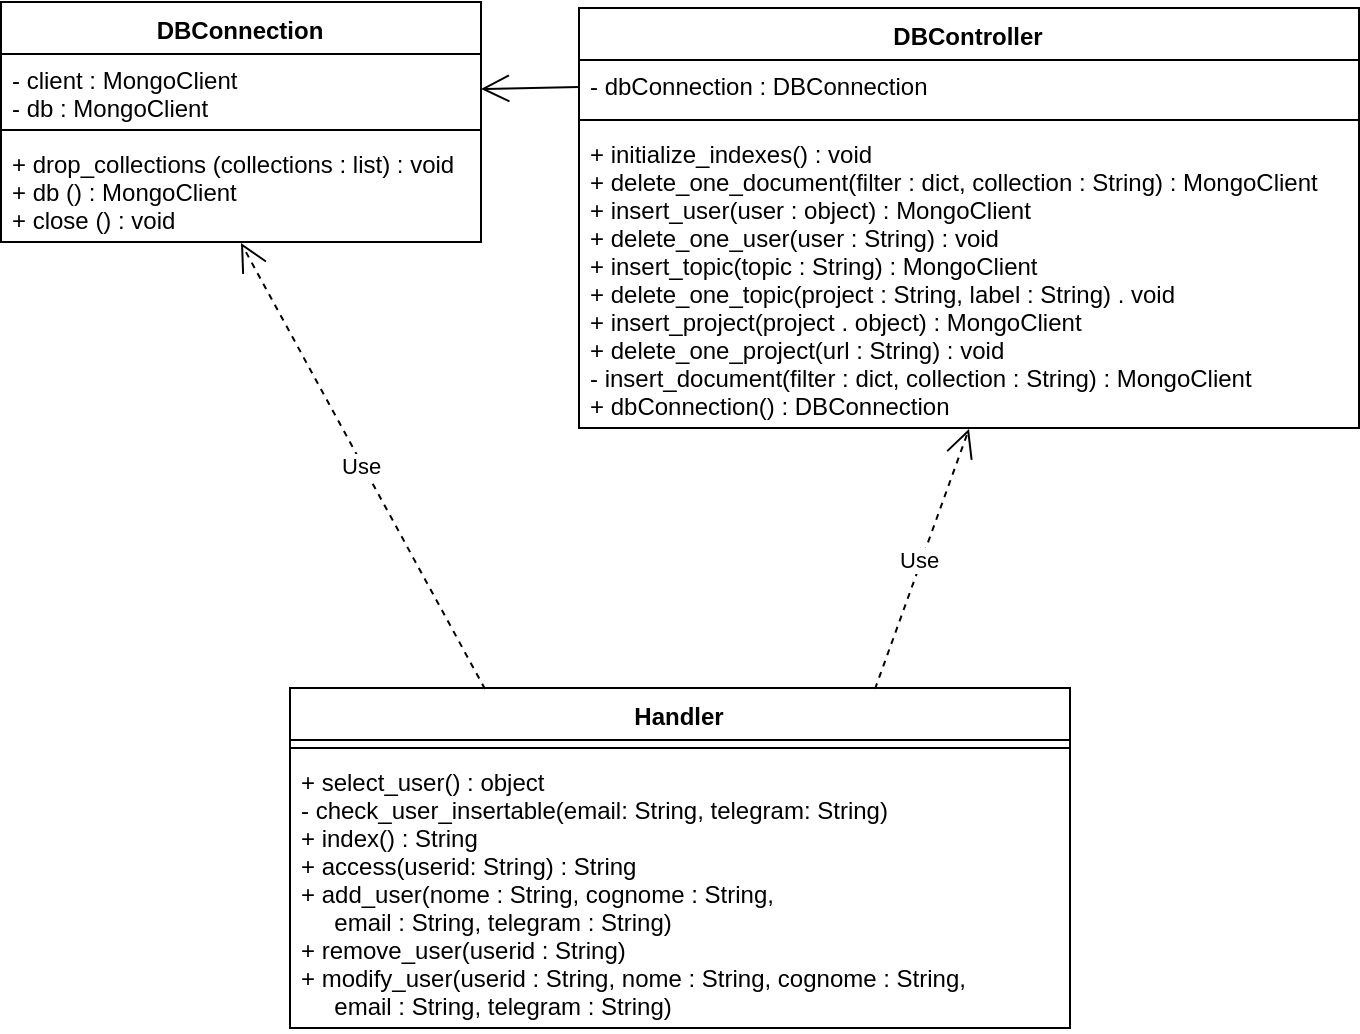 DBConnection
- client : MongoClient
- db : MongoClient
+ drop_collections (collections : list) : void
+ db () : MongoClient
+ close () : void
DBController
- dbConnection : DBConnection
+ initialize_indexes() : void
+ delete_one_document(filter : dict, collection : String) : MongoClient
+ insert_user(user : object) : MongoClient
+ delete_one_user(user : String) : void
+ insert_topic(topic : String) : MongoClient
+ delete_one_topic(project : String, label : String) . void
+ insert_project(project . object) : MongoClient
+ delete_one_project(url : String) : void
- insert_document(filter : dict, collection : String) : MongoClient
+ dbConnection() : DBConnection
Use
Use
Handler
+ select_user() : object
- check_user_insertable(email: String, telegram: String)
+ index() : String
+ access(userid: String) : String
+ add_user(nome : String, cognome : String,
email : String, telegram : String)
+ remove_user(userid : String)
+ modify_user(userid : String, nome : String, cognome : String,
email : String, telegram : String)